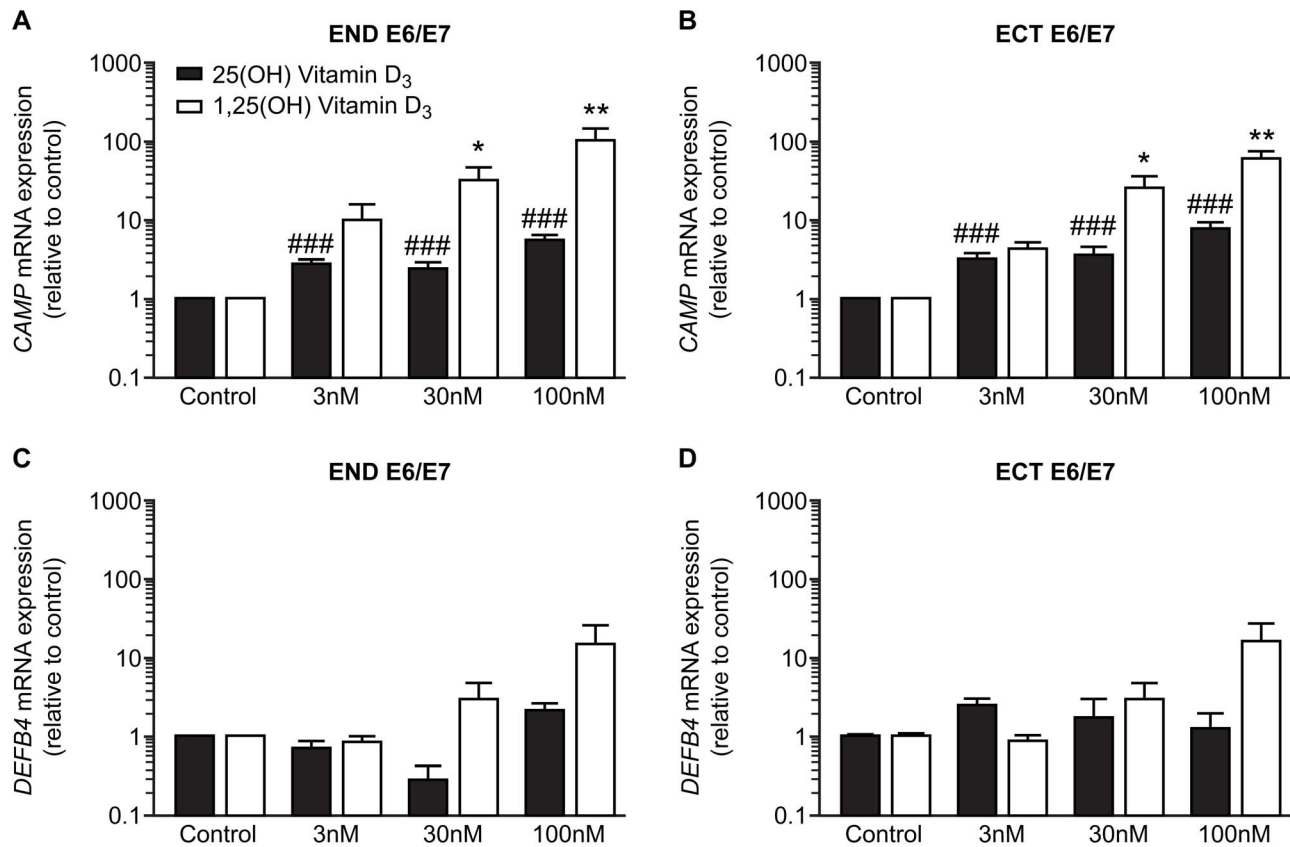 A
END E6/E7
CAMP mRNA expression
(relative to control)
1000
100
10
1
0.1
25(OH) Vitamin D₃
1,25(OH) Vitamin D₃
###
###
*
###
**
Control
3nM
30nM
100nM
B
ECT E6/E7
CAMP mRNA expression
(relative to control)
1000
100
10
1
0.1
###
###
*
###
**
Control
3nM
30nM
100nM
C
END E6/E7
DEFB4 mRNA expression
(relative to control)
1000
100
10
1
0.1
Control
3nM
30nM
100nM
D
ECT E6/E7
DEFB4 mRNA expression
(relative to control)
1000
100
10
1
0.1
Control
3nM
30nM
100nM